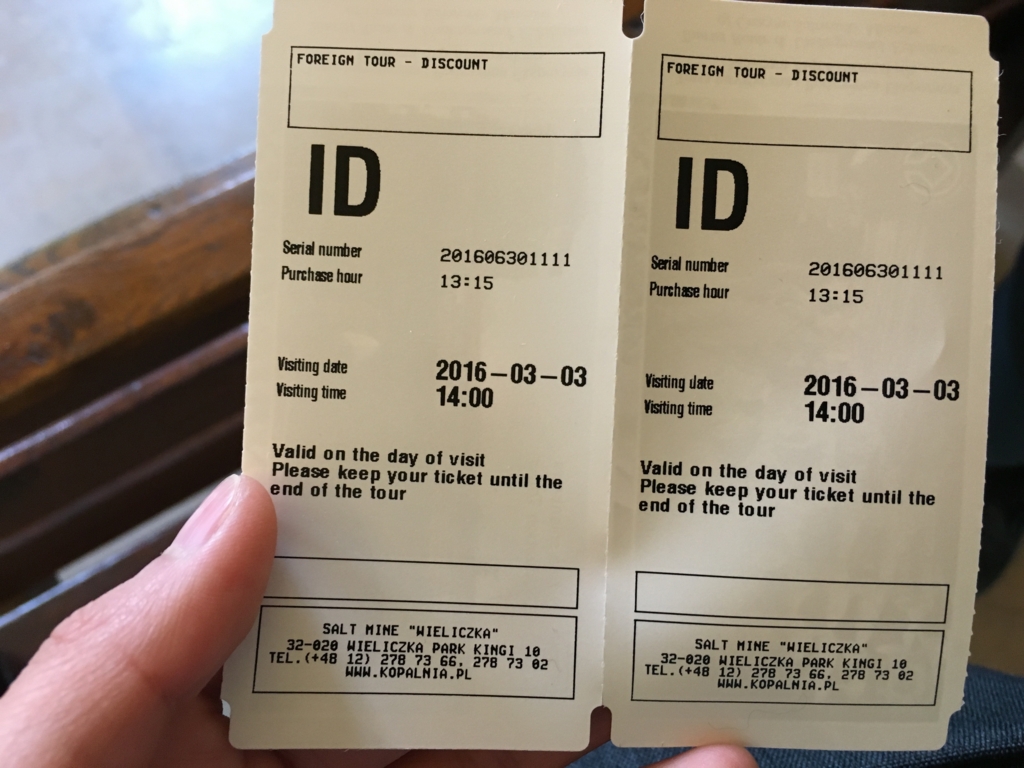 FOREIGN TOUR - DISCOUNT
ID
Serial number 201606301111
Purchase hour 13:15
Visiting date 2016-03-03
Visiting time 14:00
Valid on the day of visit
Please keep your ticket until the
end of the tour
SALT MINE "WIELICZKA"
32-020 WIELICZKA PARK KINGI 10
TEL.(+48 12) 278 73 66, 278 73 02
WWW.KOPALNIA.PL
FOREIGN TOUR - DISCOUNT
ID
Serial number 201606301111
Purchase hour 13:15
Visiting date 2016-03-03
Visiting time 14:00
Valid on the day of visit
Please keep your ticket until the
end of the tour
SALT MINE "WIELICZKA"
32-020 WIELICZKA PARK KINGI 10
TEL.(+48 12) 278 73 66, 278 73 02
WWW.KOPALNIA.PL